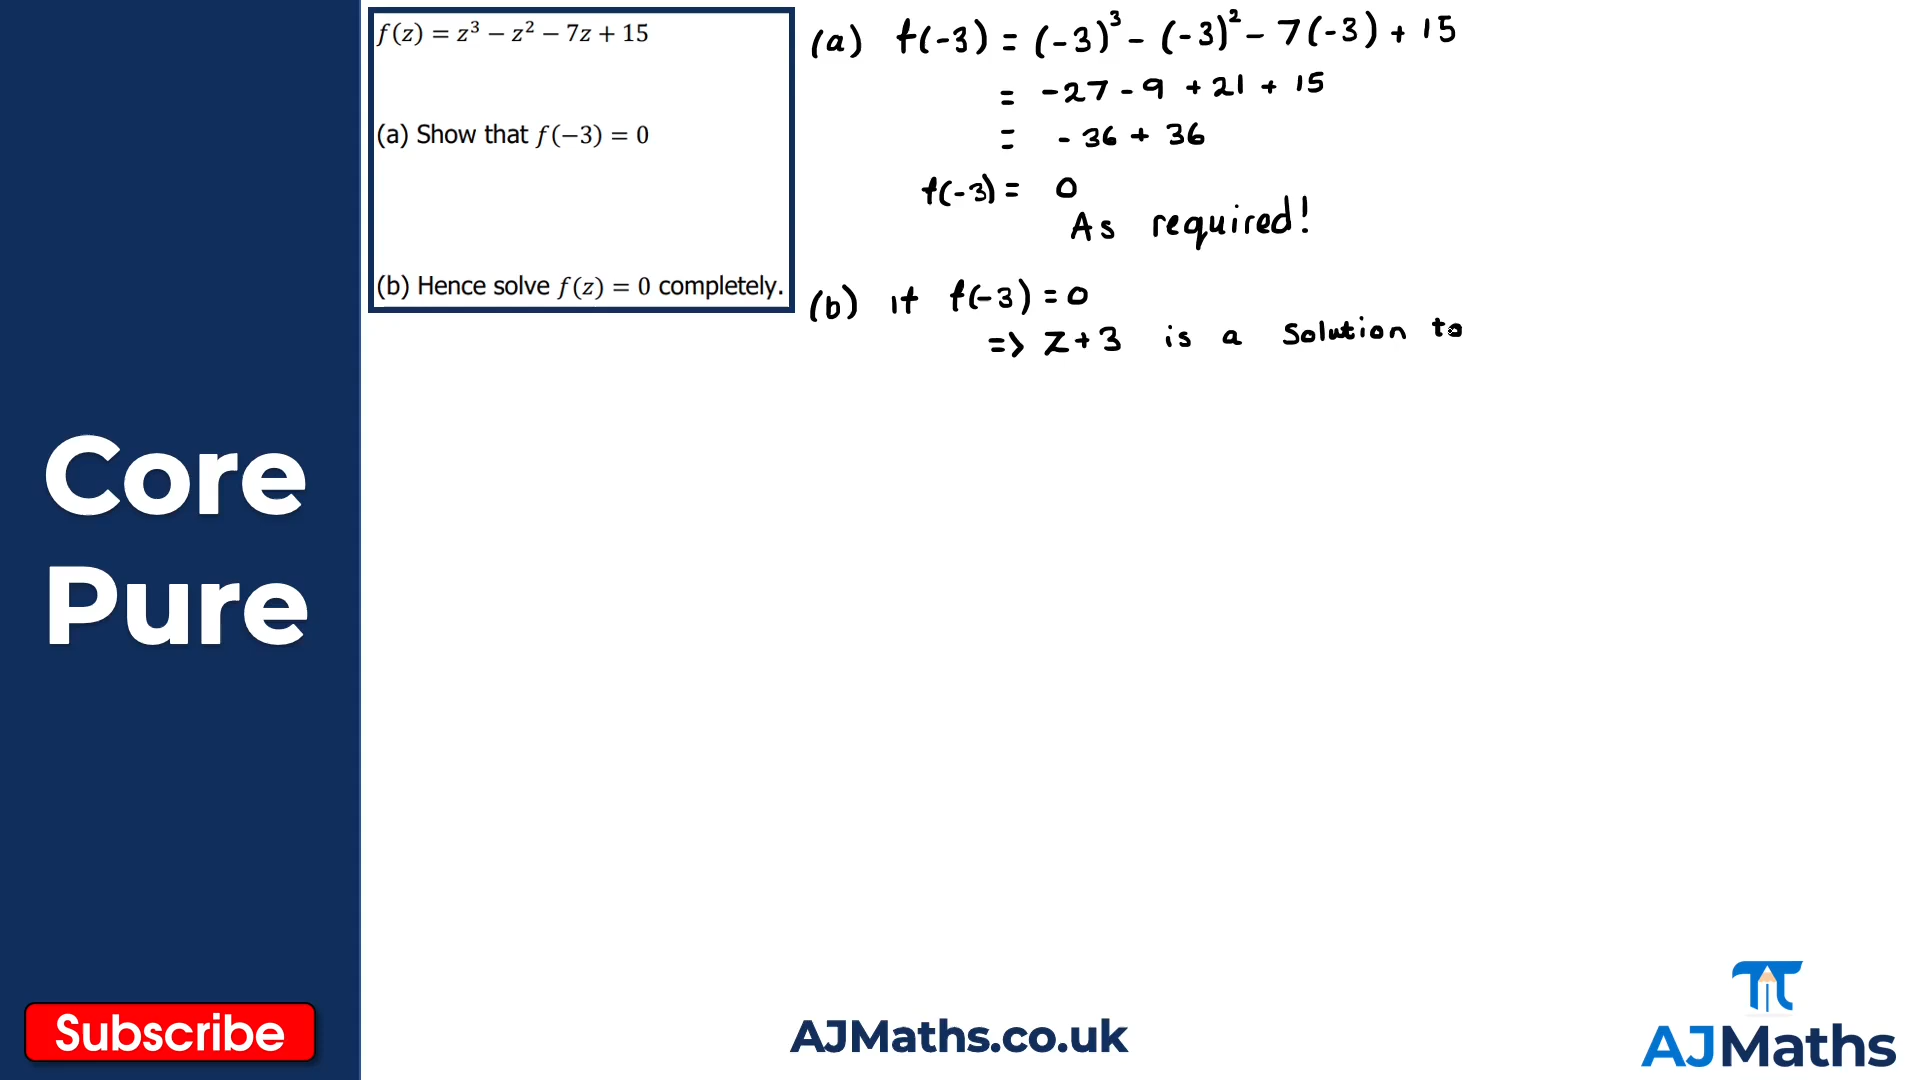 f(z) = z³ − z² − 7z + 15
(a) Show that f(−3) = 0
(b) Hence solve f(z) = 0 completely.
(a) f(-3) = (-3)³ - (-3)² - 7(-3) + 15
= -27 - 9 + 21 + 15
= -36 + 36
f(-3) = 0
As required!
(b) if f(-3) = 0
=> z+3 is a solution to
Core
Pure
Subscribe
AJMaths.co.uk
AJMaths